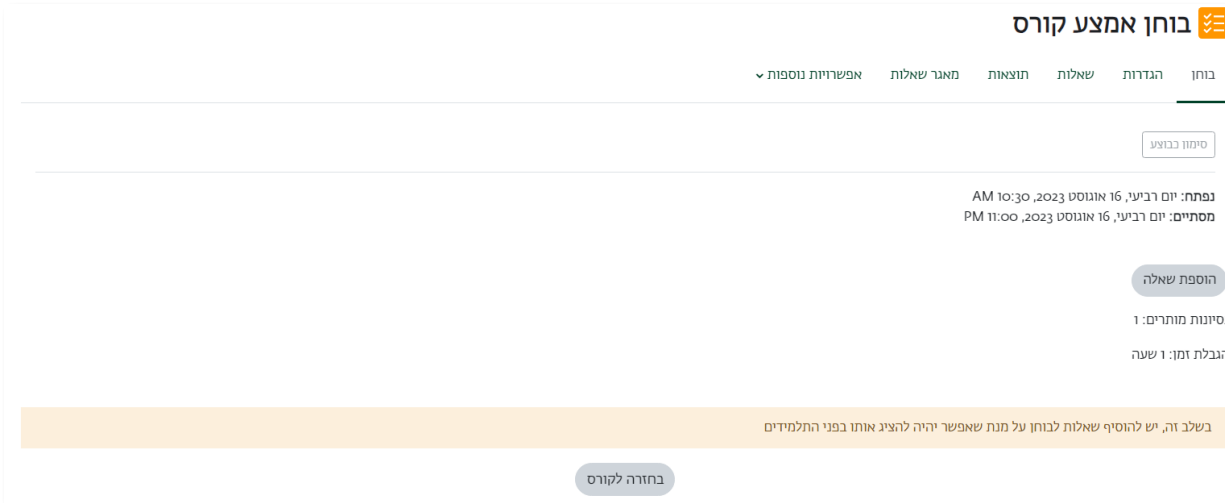 בוחן אמצע קורס
בוחן הגדרות שאלות תוצאות מאגר שאלות אפשרויות נוספות
סימון כבוצע
נפתח: יום רביעי, 16 אוגוסט 2023, 10:30 AM
מסתיים: יום רביעי, 16 אוגוסט 2023, 11:00 PM
הוספת שאלה
נסיונות מותרים: 1
הגבלת זמן: 1 שעה
בשלב זה, יש להוסיף שאלות לבוחן על מנת שאפשר יהיה להציג אותו בפני התלמידים
בחזרה לקורס